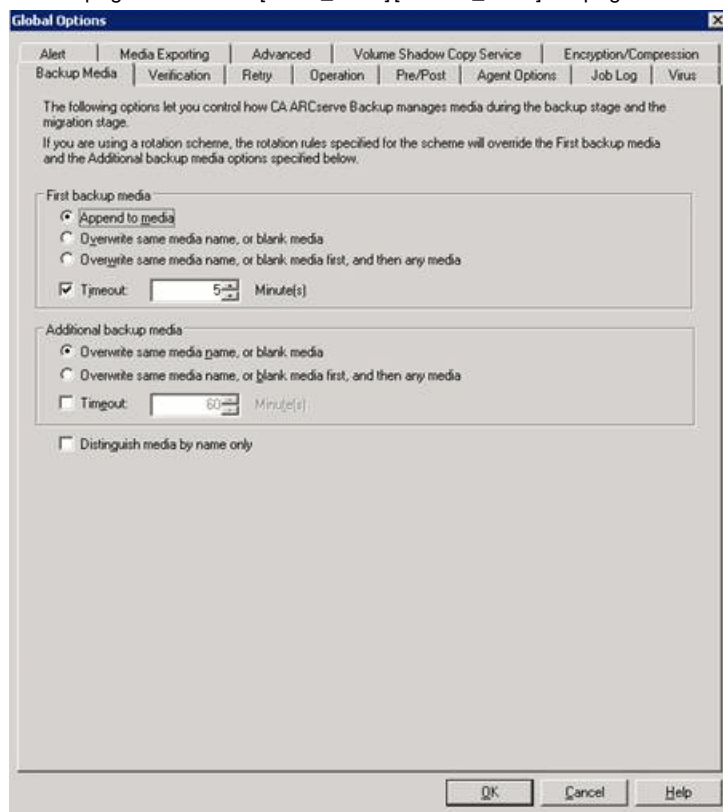 Global Options
Alert Media Exporting Advanced Volume Shadow Copy Service Encryption/Compression
Backup Media Verification Retry Operation Pre/Post Agent Options Job Log Virus
The following options let you control how CA ARCserve Backup manages media during the backup stage and the
migration stage.
If you are using a rotation scheme, the rotation rules specified for the scheme will override the First backup media
and the Additional backup media options specified below.
First backup media
Append to media
Overwrite same media name, or blank media
Overwrite same media name, or blank media first, and then any media
Timeout: 5 Minute(s)
Additional backup media
Overwrite same media name, or blank media
Overwrite same media name, or blank media first, and then any media
Timeout: 60 Minute(s)
Distinguish media by name only
OK Cancel Help